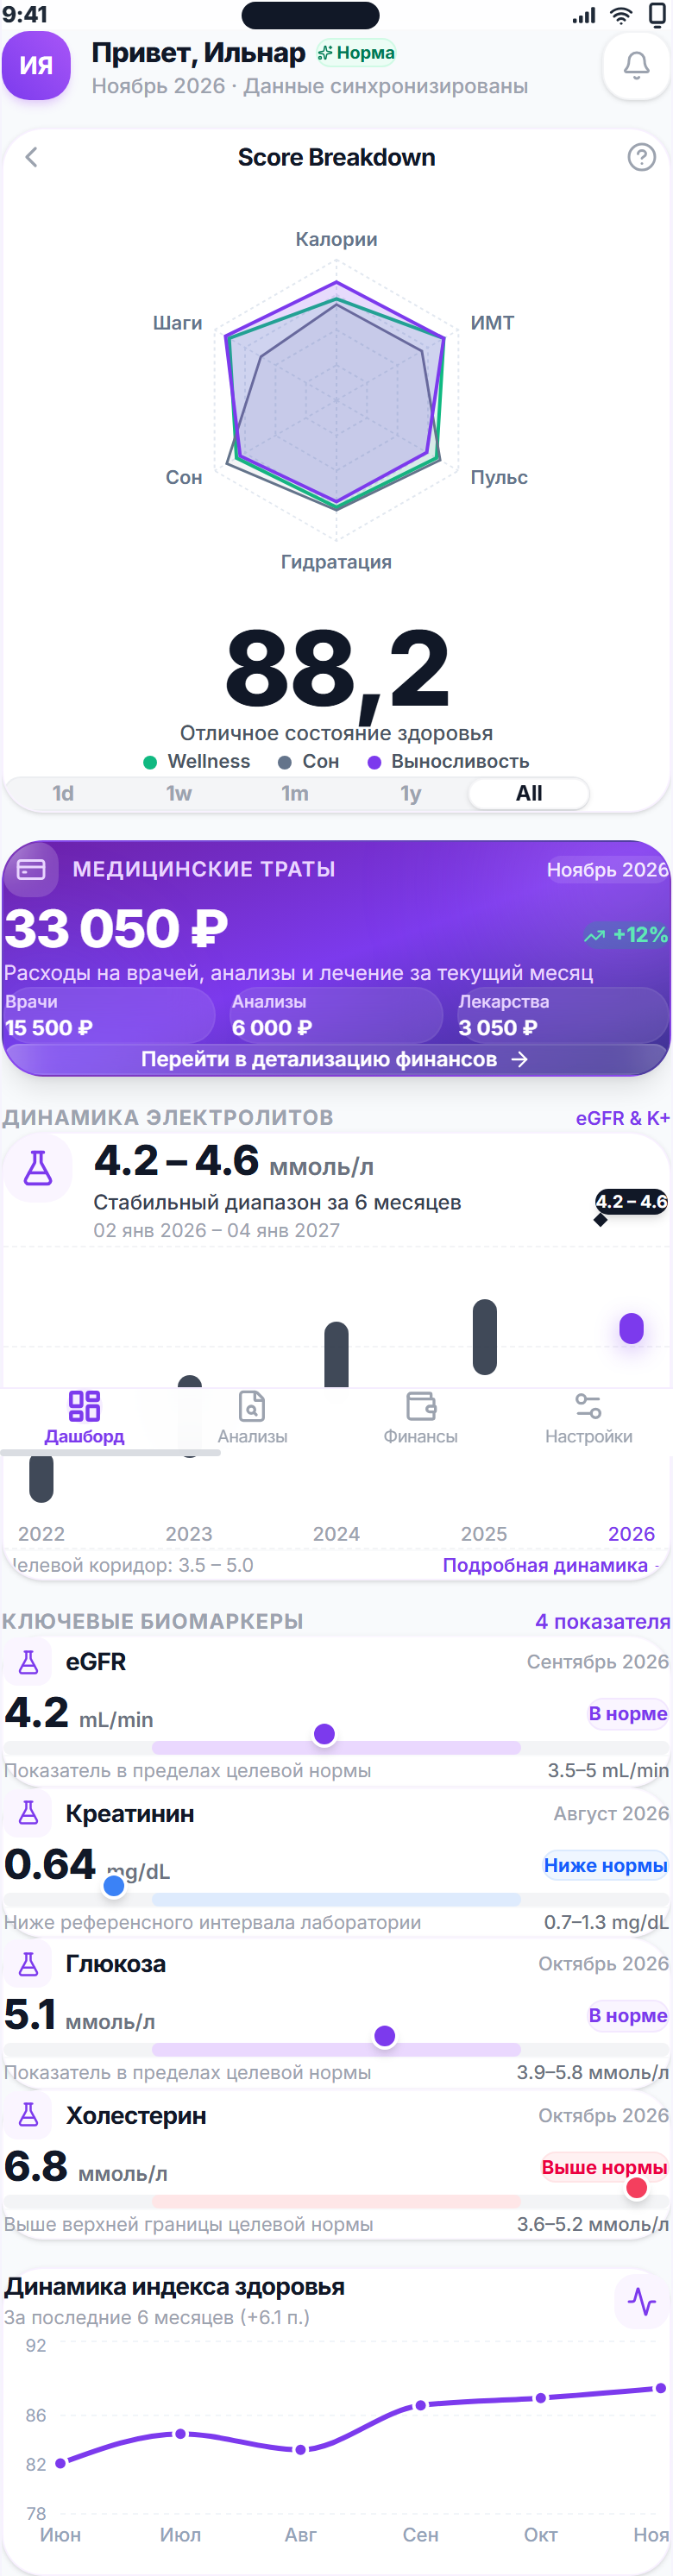 9:41
ИЯ
Привет, Ильнар
Норма
Ноябрь 2026 · Данные синхронизированы
Score Breakdown
Калории
Шаги
ИМТ
Сон
Пульс
Гидратация
88,2
Отличное состояние здоровья
Wellness
Сон
Выносливость
1d
1w
1m
1y
All
МЕДИЦИНСКИЕ ТРАТЫ
Ноябрь 2026
33 050 ₽
+12%
Расходы на врачей, анализы и лечение за текущий месяц
Врачи
Анализы
Лекарства
15 500 ₽
6 000 ₽
3 050 ₽
Перейти в детализацию финансов →
ДИНАМИКА ЭЛЕКТРОЛИТОВ
eGFR & K+
4.2 – 4.6 ммоль/л
Стабильный диапазон за 6 месяцев
4.2 – 4.6
02 янв 2026 – 04 янв 2027
Дашборд
Анализы
Финансы
Настройки
2022
2023
2024
2025
2026
елевой коридор: 3.5 – 5.0
Подробная динамика
КЛЮЧЕВЫЕ БИОМАРКЕРЫ
4 показателя
eGFR
Сентябрь 2026
4.2 mL/min
В норме
Показатель в пределах целевой нормы
3.5–5 mL/min
Креатинин
Август 2026
0.64 mg/dL
Ниже нормы
Ниже референсного интервала лаборатории
0.7–1.3 mg/dL
Глюкоза
Октябрь 2026
5.1 ммоль/л
В норме
Показатель в пределах целевой нормы
3.9–5.8 ммоль/л
Холестерин
Октябрь 2026
6.8 ммоль/л
Выше нормы
Выше верхней границы целевой нормы
3.6–5.2 ммоль/л
Динамика индекса здоровья
За последние 6 месяцев (+6.1 п.)
92
86
82
78
Июн
Июл
Авг
Сен
Окт
Ноя